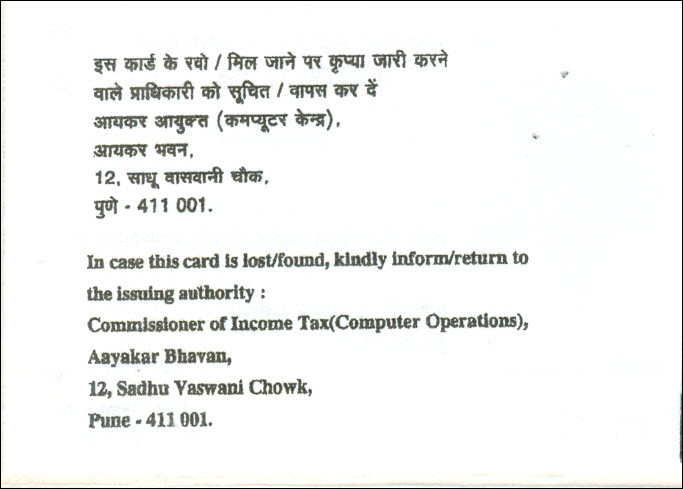 इस कार्ड के रवो / मिल जाने पर कृप्या जारी करने
वाले प्राधिकारी को सूचित / वापस कर दें
आयकर आयुक्त (कमप्यूटर केन्द्र),
आयकर भवन,
12, साधू वासवानी चौक,
पुणे - 411 001.
In case this card is lost/found, kindly inform/return to
the issuing authority :
Commissioner of Income Tax(Computer Operations),
Aayakar Bhavan,
12, Sadhu Vaswani Chowk,
Pune - 411 001.